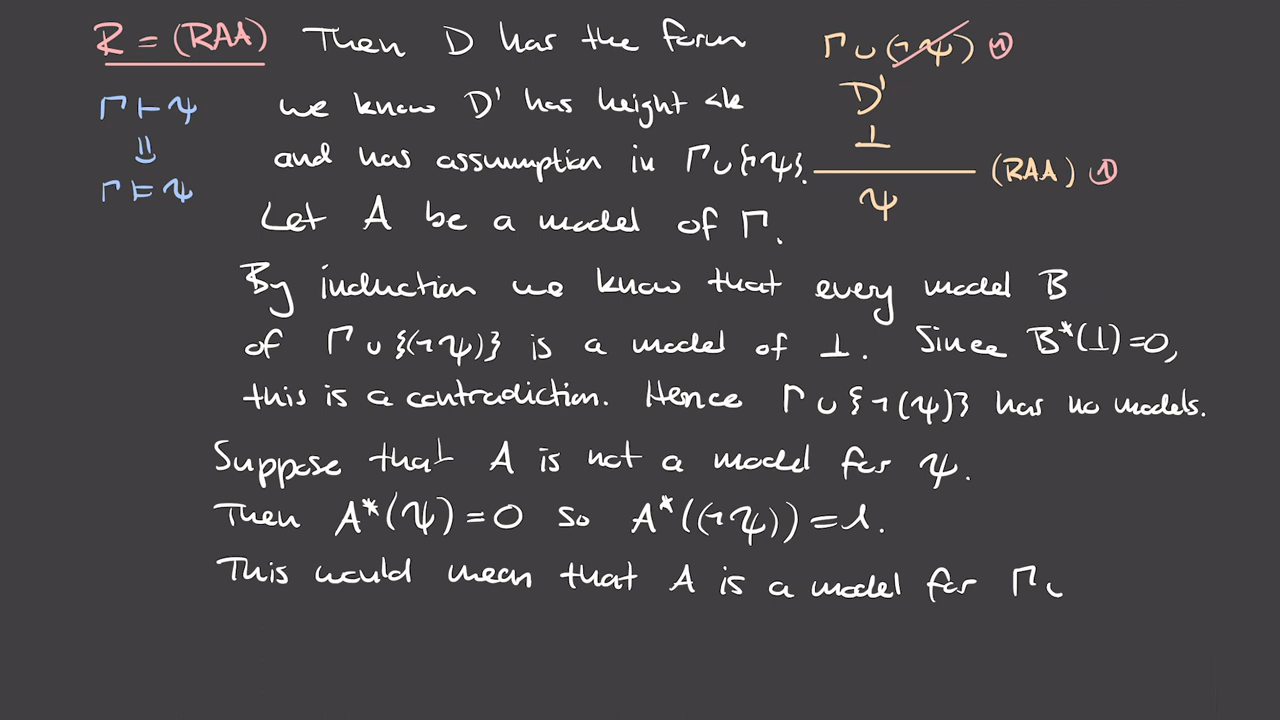 R = (RAA) Then D has the form Γ ∪ (¬ψ) ①
Γ ⊢ ψ we know D' has height <k D'
⇓ and has assumption in Γ∪{¬ψ}. ⊥ (RAA) ①
Γ ⊨ ψ Let A be a model of Γ. ψ
By induction we know that every model B
of Γ ∪ {(¬ψ)} is a model of ⊥. Since B*(⊥)=0,
this is a contradiction. Hence Γ ∪ {¬(ψ)} has no models.
Suppose that A is not a model for ψ.
Then A*(ψ) = 0 so A*((¬ψ)) = 1.
This would mean that A is a model for Γ